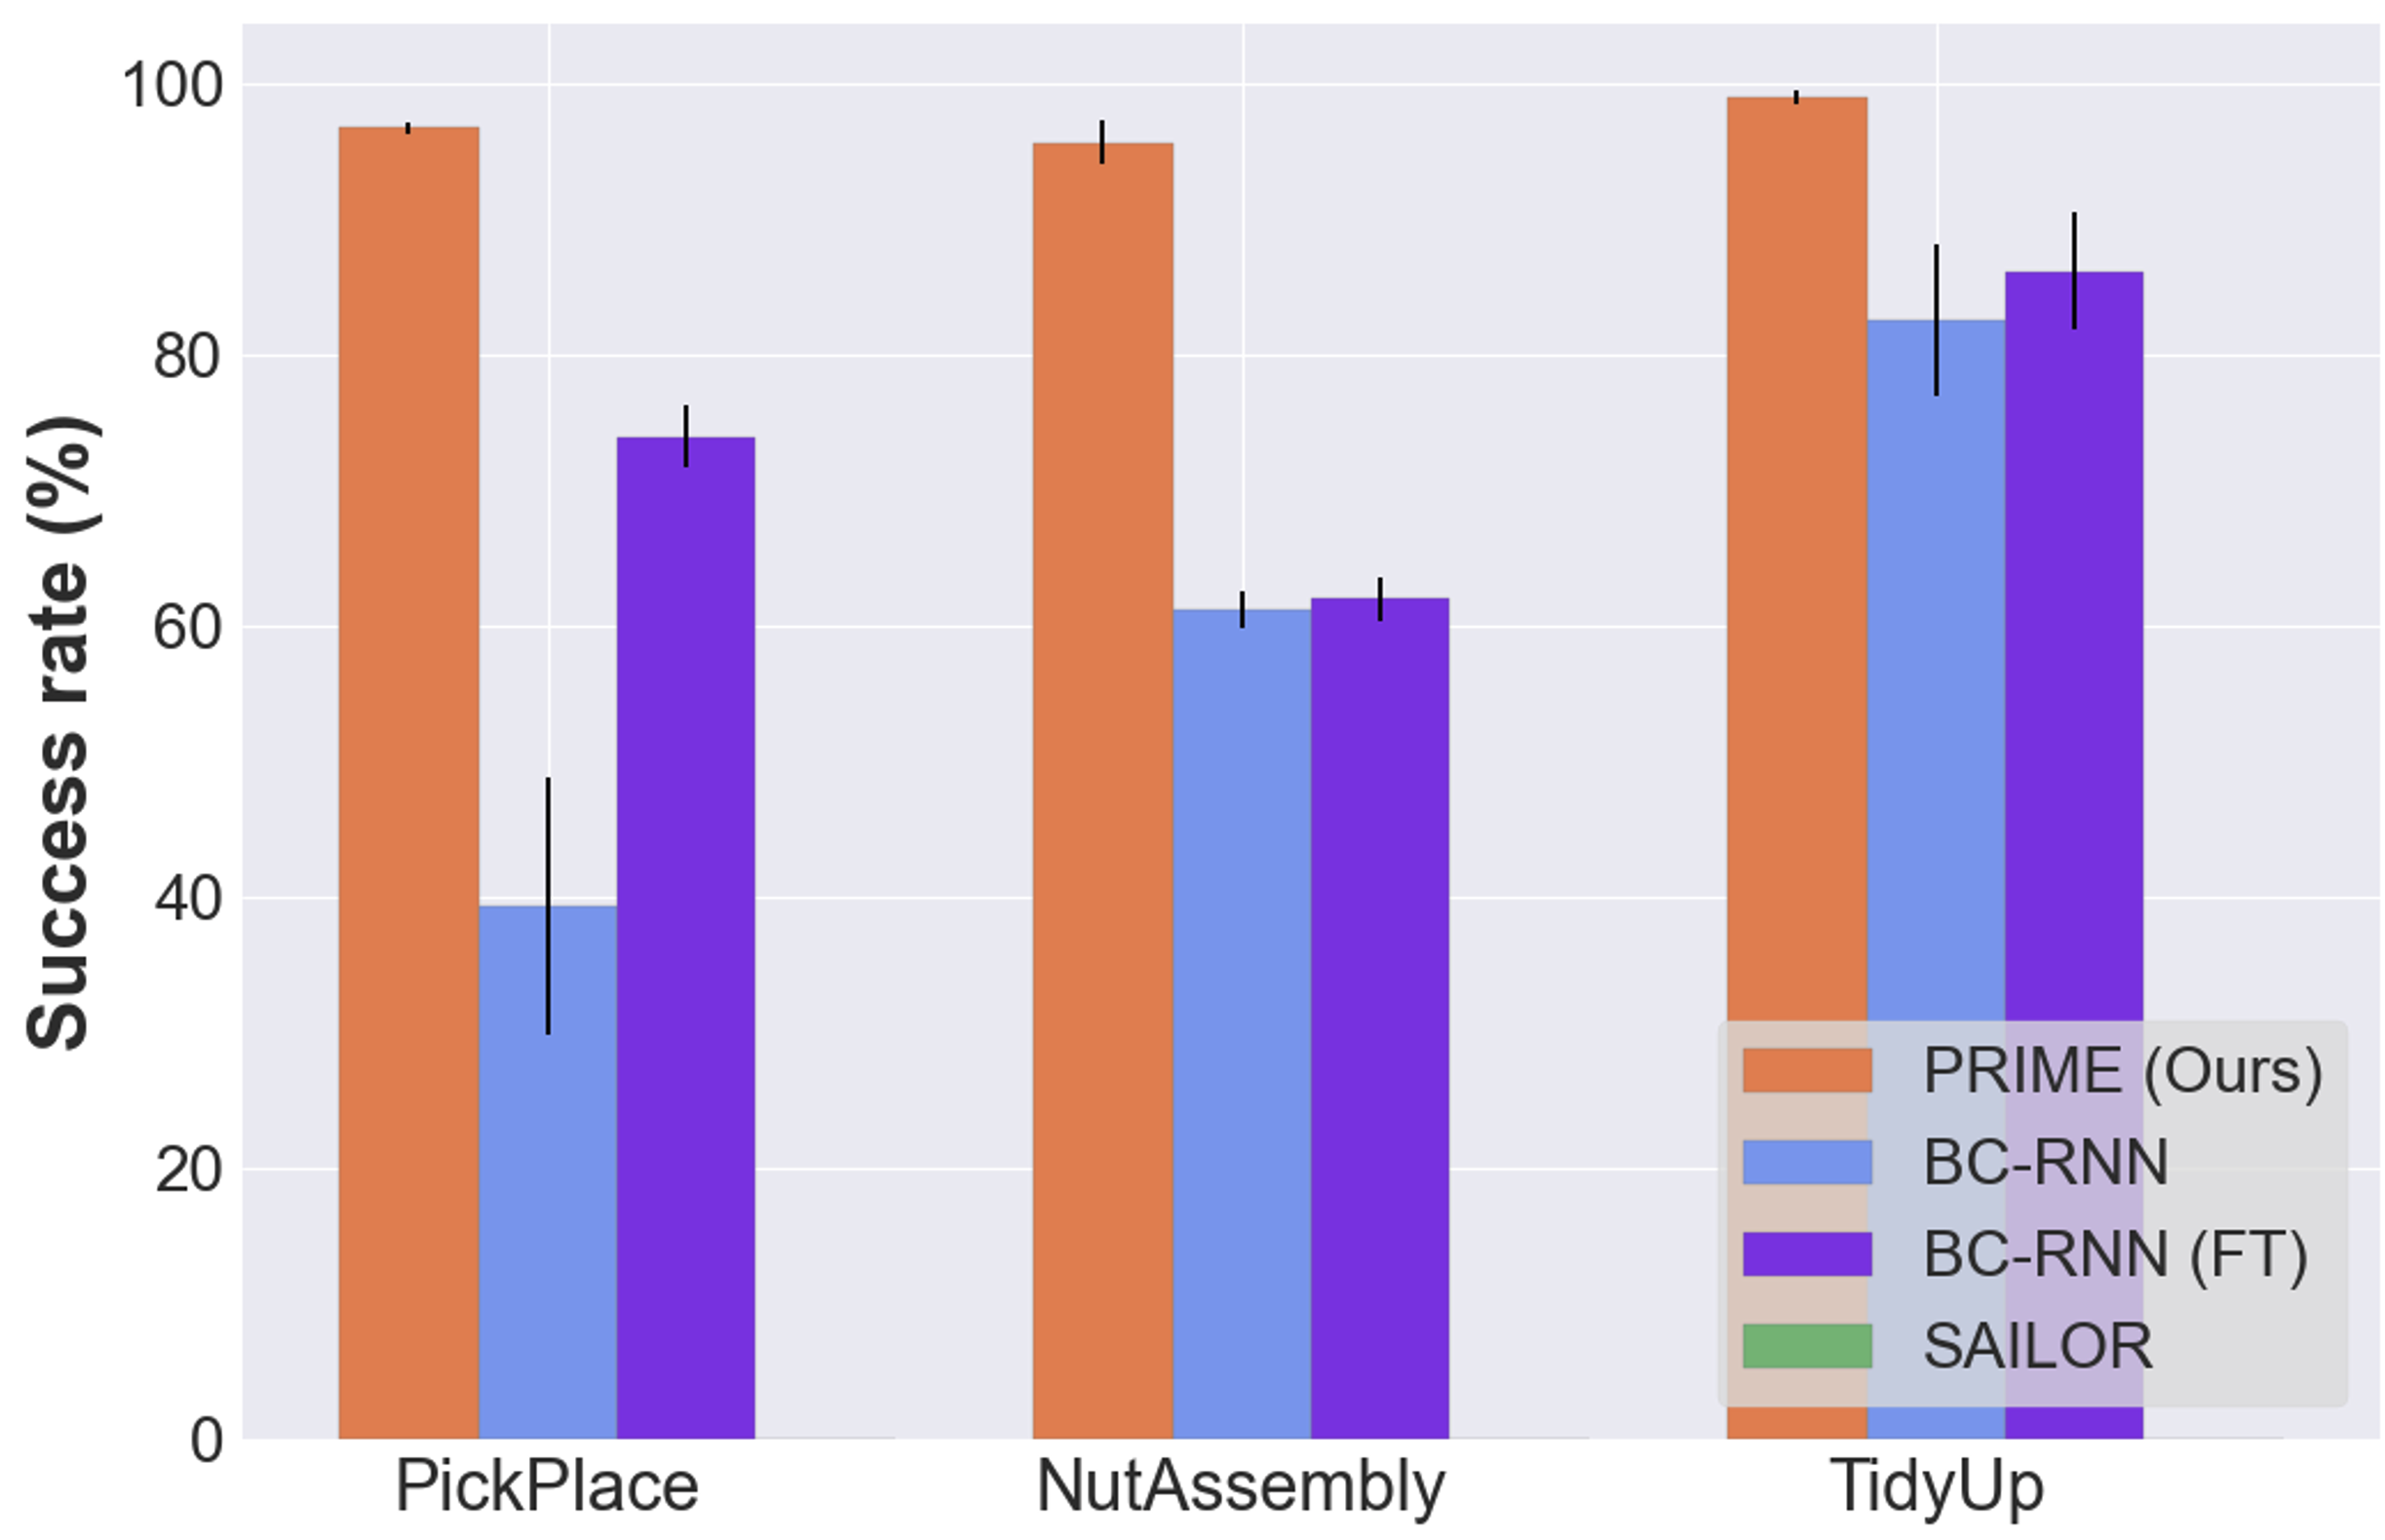 Success rate (%)
100
80
60
40
20
0
PickPlace
NutAssembly
TidyUp
PRIME (Ours)
BC-RNN
BC-RNN (FT)
SAILOR